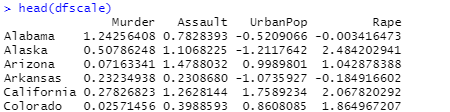 > head(dfscale)
Murder Assault UrbanPop Rape
Alabama 1.24256408 0.7828393 -0.5209066 -0.003416473
Alaska 0.50786248 1.1068225 -1.2117642 2.484202941
Arizona 0.07163341 1.4788032 0.9989801 1.042878388
Arkansas 0.23234938 0.2308680 -1.0735927 -0.184916602
California 0.27826823 1.2628144 1.7589234 2.067820292
Colorado 0.02571456 0.3988593 0.8608085 1.864967207